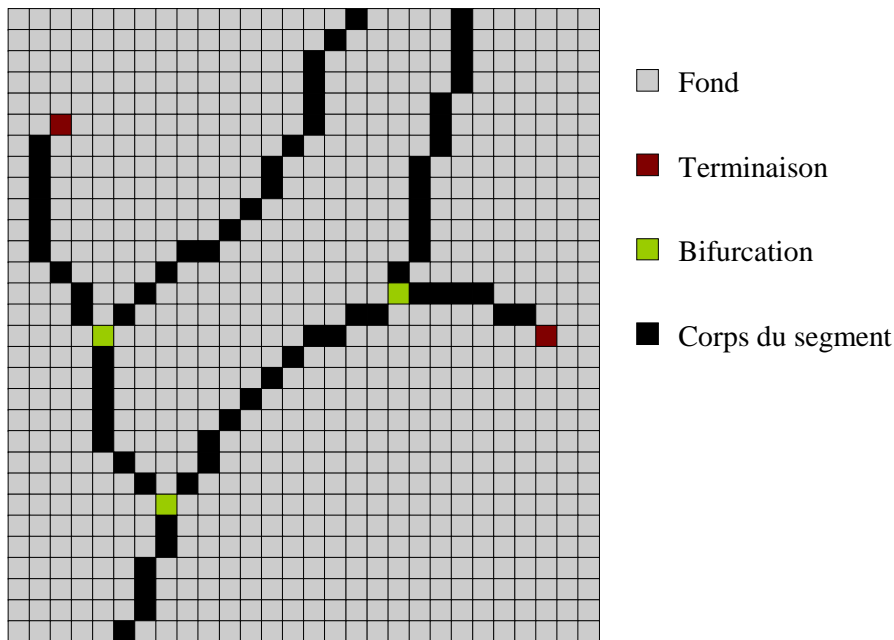 Fond
Terminaison
Bifurcation
Corps du segment